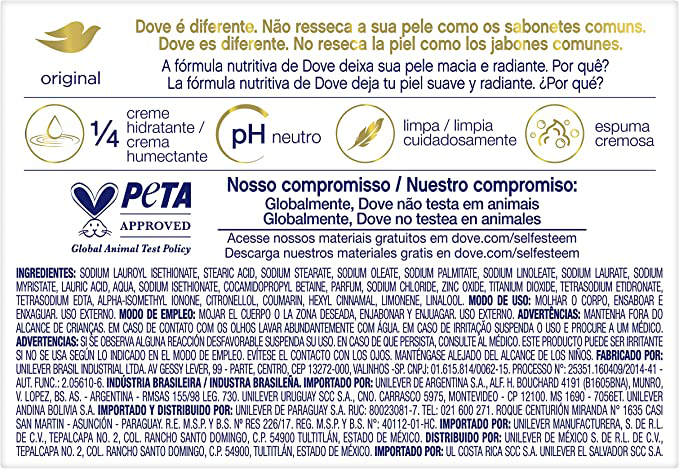 original
Dove é diferente. Não resseca a sua pele como os sabonetes comuns.
Dove es diferente. No reseca la piel como los jabones comunes.
A fórmula nutritiva de Dove deixa sua pele macia e radiante. Por quê?
La fórmula nutritiva de Dove deja tu piel suave y radiante. ¿Por qué?
1/4 creme
hidratante /
crema
humectante
pH neutro
limpa / limpia
cuidadosamente
espuma
cremosa
PeTA
APPROVED
Global Animal Test Policy
Nosso compromisso / Nuestro compromiso:
Globalmente, Dove não testa em animais
Globalmente, Dove no testea en animales
Acesse nossos materiais gratuitos em dove.com/selfesteem
Descarga nuestros materiales gratis en dove.com/selfesteem
INGREDIENTES: SODIUM LAUROYL ISETHIONATE, STEARIC ACID, SODIUM STEARATE, SODIUM OLEATE, SODIUM PALMITATE, SODIUM LINOLEATE, SODIUM LAURATE, SODIUM
MYRISTATE, LAURIC ACID, AQUA, SODIUM ISETHIONATE, COCAMIDOPROPYL BETAINE, PARFUM, SODIUM CHLORIDE, ZINC OXIDE, TITANIUM DIOXIDE, TETRASODIUM ETIDRONATE,
TETRASODIUM EDTA, ALPHA-ISOMETHYL IONONE, CITRONELLOL, COUMARIN, HEXYL CINNAMAL, LIMONENE, LINALOOL. MODO DE USO: MOLHAR O CORPO, ENSABOAR E
ENXAGUAR. USO EXTERNO. MODO DE EMPLEO: MOJAR EL CUERPO O LA ZONA DESEADA, ENJABONAR Y ENJUAGAR. USO EXTERNO. ADVERTÊNCIAS: MANTENHA FORA DO
ALCANCE DE CRIANÇAS. EM CASO DE CONTATO COM OS OLHOS LAVAR ABUNDANTEMENTE COM ÁGUA. EM CASO DE IRRITAÇÃO SUSPENDA O USO E PROCURE A UM MÉDICO.
ADVERTENCIAS: SI SE OBSERVA ALGUNA REACCIÓN DESFAVORABLE SUSPENDA SU USO. EN CASO DE QUE PERSISTA, CONSULTE AL MÉDICO. ESTE PRODUCTO PUEDE SER IRRITANTE
SI NO SE USA SEGÚN LO INDICADO EN EL MODO DE EMPLEO. EVÍTESE EL CONTACTO CON LOS OJOS. MANTÉNGASE ALEJADO DEL ALCANCE DE LOS NIÑOS. FABRICADO POR:
UNILEVER BRASIL INDUSTRIAL LTDA. AV GESSY LEVER, 99 - PARTE, CENTRO, CEP 13272-000, VALINHOS-SP. CNPJ: 01.615.814/0062-15. PROCESSO N°: 25351.160409/2014-41 -
AUT. FUNC.: 2.05610-6. INDÚSTRIA BRASILEIRA / INDUSTRIA BRASILEÑA. IMPORTADO POR: UNILEVER DE ARGENTINA S.A., ALF. H. BOUCHARD 4191 (B1605BNA), MUNRO,
V. LOPEZ, BS. AS. - ARGENTINA - RMSAS 155/98 LEG. 730. UNILEVER URUGUAY SCC S.A., CNO. CARRASCO 5975, MONTEVIDEO - CP 12100. MS 1690 - 7056ET. UNILEVER
ANDINA BOLIVIA S.A. IMPORTADO Y DISTRIBUIDO POR: UNILEVER DE PARAGUAY S.A. RUC: 80023081-7. TEL: 021 600 271. ROQUE CENTURIÓN MIRANDA N° 1635 CASI
SAN MARTIN - ASUNCIÓN - PARAGUAY. R.E. M.S.P Y B.S N° RES 226/17. REG. M.S.P.Y B.S. N°: 40112-01-HC. IMPORTADO POR: UNILEVER MANUFACTURERA, S. DE R.L.
DE C.V., TEPALCAPA NO. 2, COL. RANCHO SANTO DOMINGO, C.P. 54900 TULTITLÁN, ESTADO DE MÉXICO. DISTRIBUIDO POR: UNILEVER DE MÉXICO S. DE R.L. DE
C.V., TEPALCAPA NO. 2, COL. RANCHO SANTO DOMINGO, C.P. 54900 TULTITLÁN, ESTADO DE MÉXICO. IMPORTADO POR: UL COSTA RICA SCC S.A. UNILEVER DE EL SALVADOR